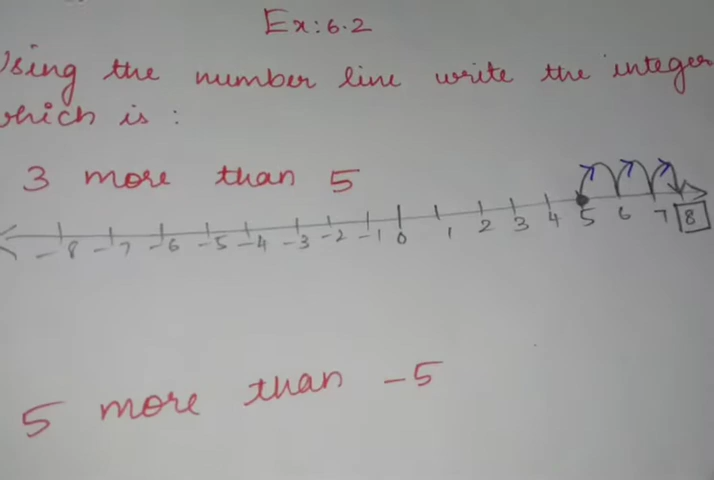 Ex: 6.2
Using the number line write the integer
which is :
3 more than 5
-8 -7 -6 -5 -4 -3 -2 -1 0 1 2 3 4 5 6 7 8
5 more than -5